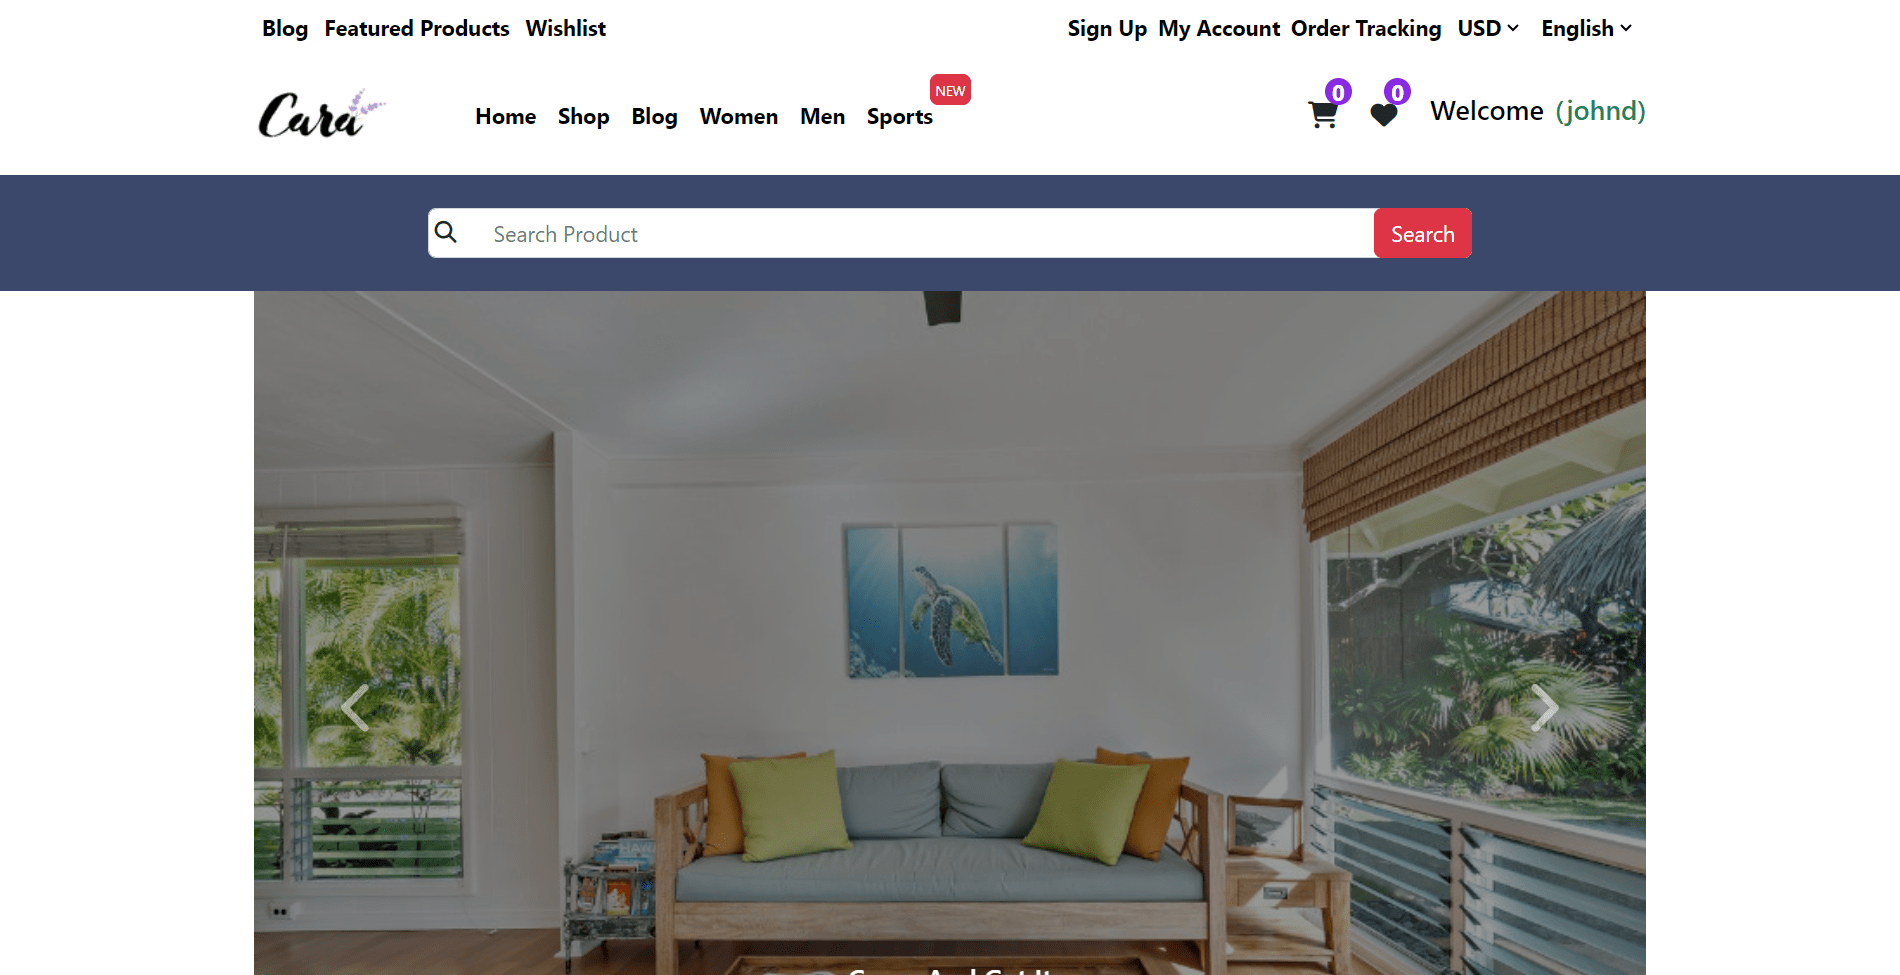 Blog Featured Products Wishlist Sign Up My Account Order Tracking USD English
Cara Home Shop Blog Women Men Sports NEW 0 0 Welcome (johnd)
Search Product Search